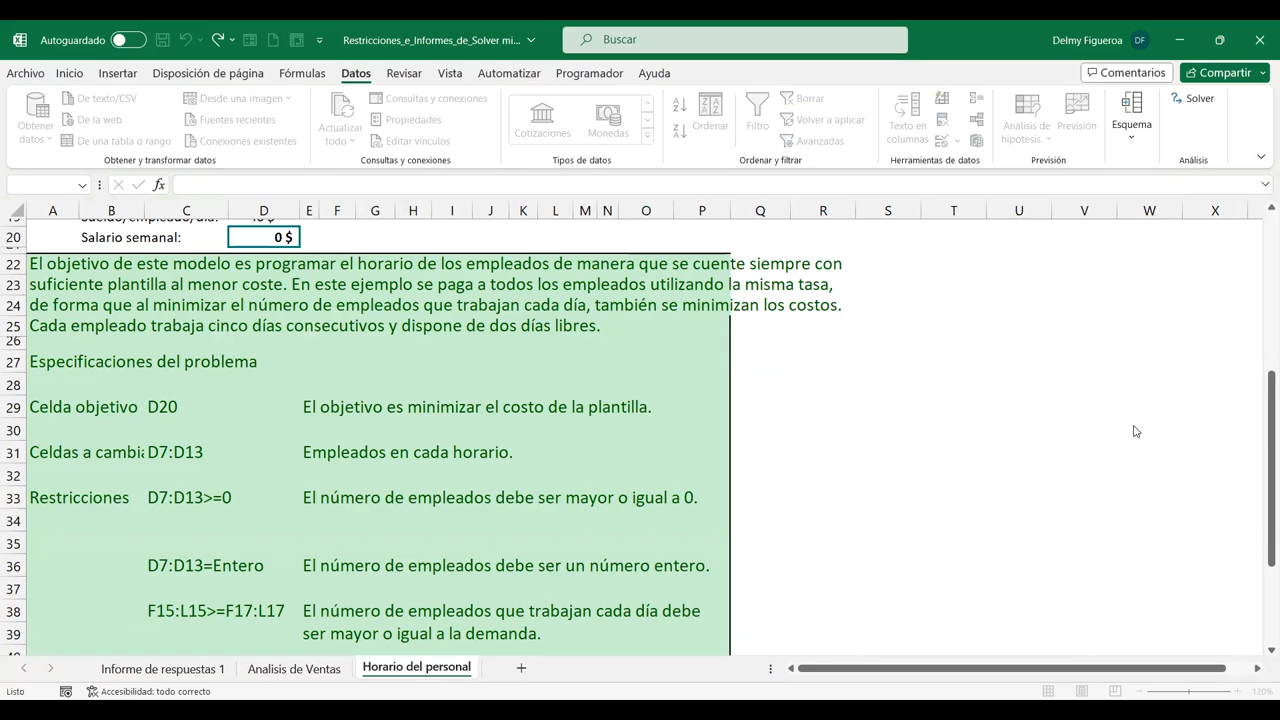 Autoguardado
Restricciones_e_Informes_de_Solver mi...
Buscar
Delmy Figueroa DF
Archivo Inicio Insertar Disposición de página Fórmulas Datos Revisar Vista Automatizar Programador Ayuda
Comentarios Compartir
Obtener datos
De texto/CSV
De la web
De una tabla o rango
Desde una imagen
Fuentes recientes
Conexiones existentes
Obtener y transformar datos
Actualizar todo
Consultas y conexiones
Propiedades
Editar vínculos
Consultas y conexiones
Cotizaciones Monedas
Tipos de datos
Ordenar
Filtro
Borrar
Volver a aplicar
Avanzadas
Ordenar y filtrar
Texto en columnas
Herramientas de datos
Análisis de hipótesis
Previsión
Previsión
Esquema
Solver
Análisis
fx
A B C D E F G H I J K L M N O P Q R S T U V W X
20 Salario semanal: 0 $
22 El objetivo de este modelo es programar el horario de los empleados de manera que se cuente siempre con
23 suficiente plantilla al menor coste. En este ejemplo se paga a todos los empleados utilizando la misma tasa,
24 de forma que al minimizar el número de empleados que trabajan cada día, también se minimizan los costos.
25 Cada empleado trabaja cinco días consecutivos y dispone de dos días libres.
26
27 Especificaciones del problema
28
29 Celda objetivo D20 El objetivo es minimizar el costo de la plantilla.
30
31 Celdas a cambia D7:D13 Empleados en cada horario.
32
33 Restricciones D7:D13>=0 El número de empleados debe ser mayor o igual a 0.
34
35
36 D7:D13=Entero El número de empleados debe ser un número entero.
37
38 F15:L15>=F17:L17 El número de empleados que trabajan cada día debe
39 ser mayor o igual a la demanda.
Informe de respuestas 1 Analisis de Ventas Horario del personal
Listo Accesibilidad: todo correcto 120%